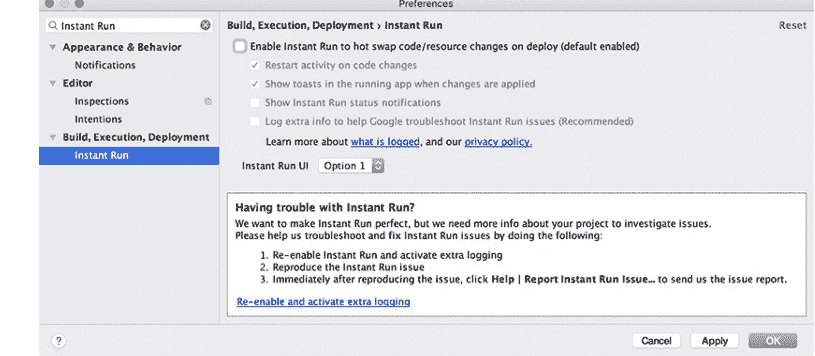 Preferences
Instant Run
Build, Execution, Deployment › Instant Run
Reset
Appearance & Behavior
Notifications
Editor
Inspections
Intentions
Build, Execution, Deployment
Instant Run
Enable Instant Run to hot swap code/resource changes on deploy (default enabled)
Restart activity on code changes
Show toasts in the running app when changes are applied
Show Instant Run status notifications
Log extra info to help Google troubleshoot Instant Run issues (Recommended)
Learn more about what is logged, and our privacy policy.
Instant Run UI Option 1
Having trouble with Instant Run?
We want to make Instant Run perfect, but we need more info about your project to investigate issues.
Please help us troubleshoot and fix Instant Run issues by doing the following:
1. Re-enable Instant Run and activate extra logging
2. Reproduce the Instant Run issue
3. Immediately after reproducing the issue, click Help | Report Instant Run Issue... to send us the issue report.
Re-enable and activate extra logging
?
Cancel
Apply
OK